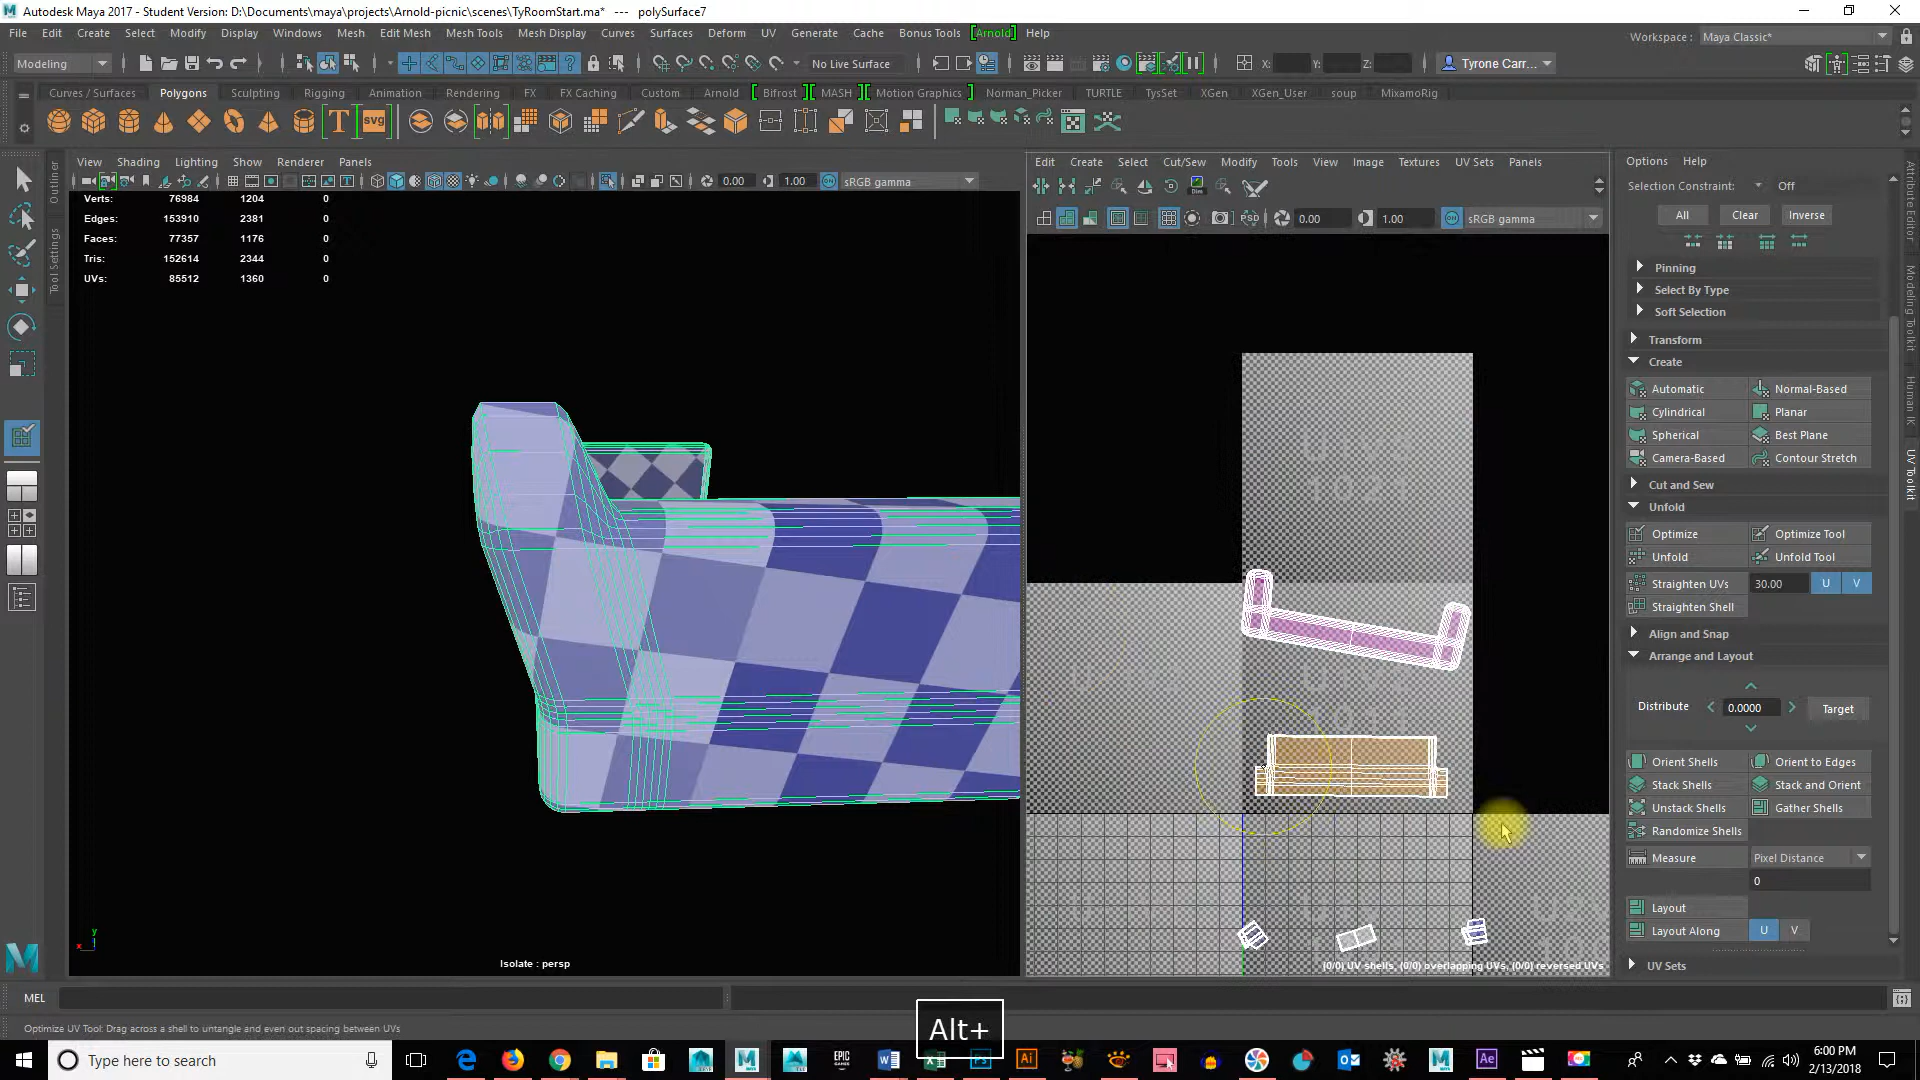 Autodesk Maya 2017 - Student Version: D:\Documents\maya\projects\Arnold-picnic\scenes\TyRoomStart.ma*  ---  polySurface7
File Edit Create Select Modify Display Windows Mesh Edit Mesh Mesh Tools Mesh Display Curves Surfaces Deform UV Generate Cache Bonus Tools [Arnold] Help
Workspace : Maya Classic*
Modeling
No Live Surface
X: Y: Z:
Tyrone Carr...
Curves / Surfaces Polygons Sculpting Rigging Animation Rendering FX FX Caching Custom Arnold Bifrost MASH Motion Graphics Norman_Picker TURTLE TysSet XGen XGen_User soup MixamoRig
T svg
View Shading Lighting Show Renderer Panels
0.00 1.00 sRGB gamma
Edit Create Select Cut/Sew Modify Tools View Image Textures UV Sets Panels
0.00 1.00 sRGB gamma
Outliner
Tool Settings
Verts: 76984 1204 0
Edges: 153910 2381 0
Faces: 77357 1176 0
Tris: 152614 2344 0
UVs: 85512 1360 0
Isolate : persp
(0/0) UV shells, (0/0) overlapping UVs, (0/0) reversed UVs
Options Help
Selection Constraint: Off
All Clear Inverse
Pinning
Select By Type
Soft Selection
Transform
Create
Automatic Normal-Based
Cylindrical Planar
Spherical Best Plane
Camera-Based Contour Stretch
Cut and Sew
Unfold
Optimize Optimize Tool
Unfold Unfold Tool
Straighten UVs 30.00 U V
Straighten Shell
Align and Snap
Arrange and Layout
Distribute 0.0000 Target
Orient Shells Orient to Edges
Stack Shells Stack and Orient
Unstack Shells Gather Shells
Randomize Shells
Measure Pixel Distance
0
Layout
Layout Along U V
UV Sets
Attribute Editor
Modeling Toolkit
Human IK
UV Toolkit
MEL
Optimize UV Tool: Drag across a shell to untangle and even out spacing between UVs
Alt+
Type here to search
6:00 PM
2/13/2018